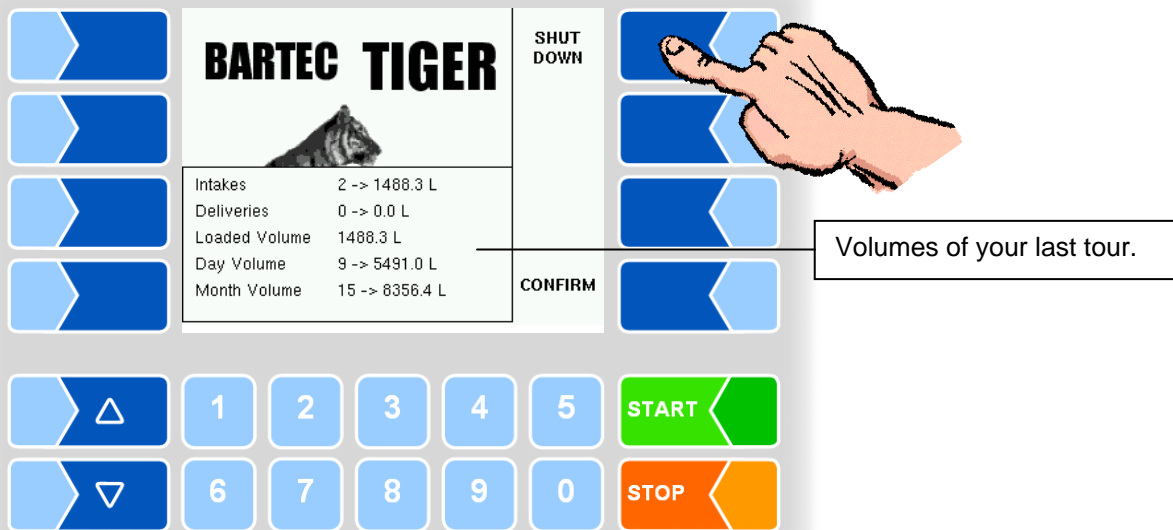 BARTEC TIGER
SHUT
DOWN
Intakes 2 -> 1488.3 L
Deliveries 0 -> 0.0 L
Loaded Volume 1488.3 L
Day Volume 9 -> 5491.0 L
Month Volume 15 -> 8356.4 L
CONFIRM
Volumes of your last tour.
1 2 3 4 5 START
6 7 8 9 0 STOP